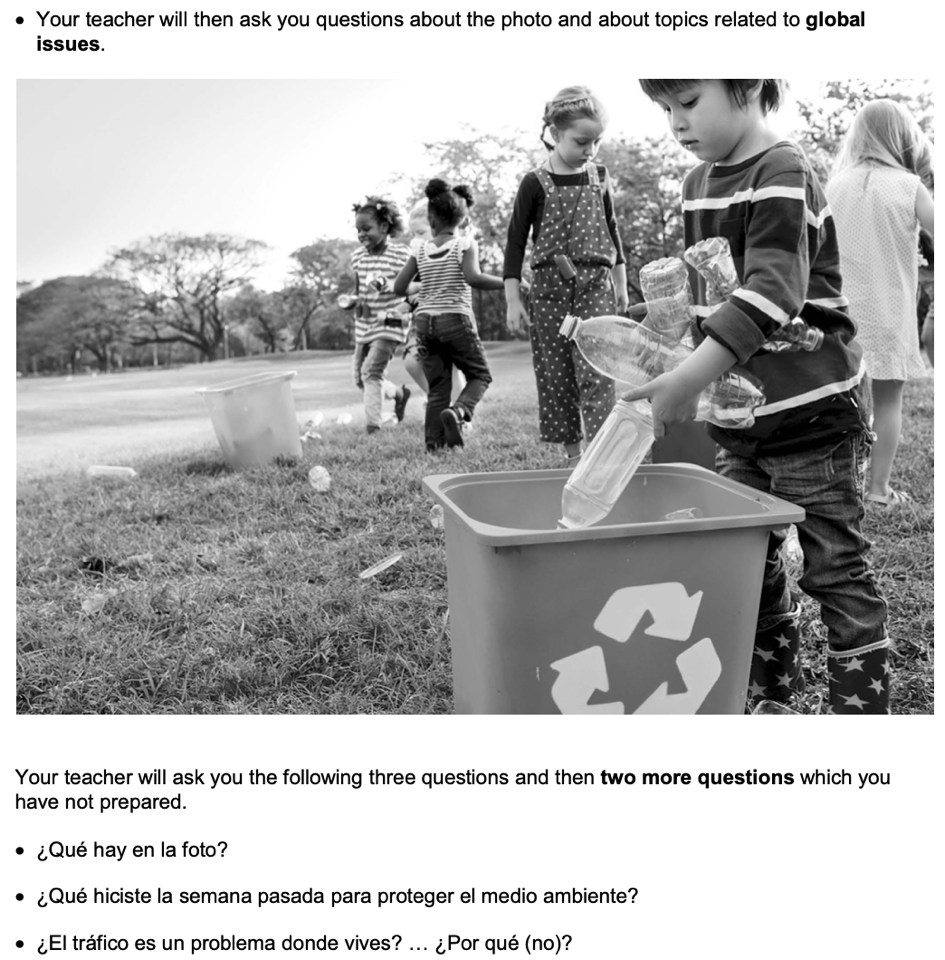 • Your teacher will then ask you questions about the photo and about topics related to global
issues.
Your teacher will ask you the following three questions and then two more questions which you
have not prepared.
• ¿Qué hay en la foto?
• ¿Qué hiciste la semana pasada para proteger el medio ambiente?
• ¿El tráfico es un problema donde vives? … ¿Por qué (no)?